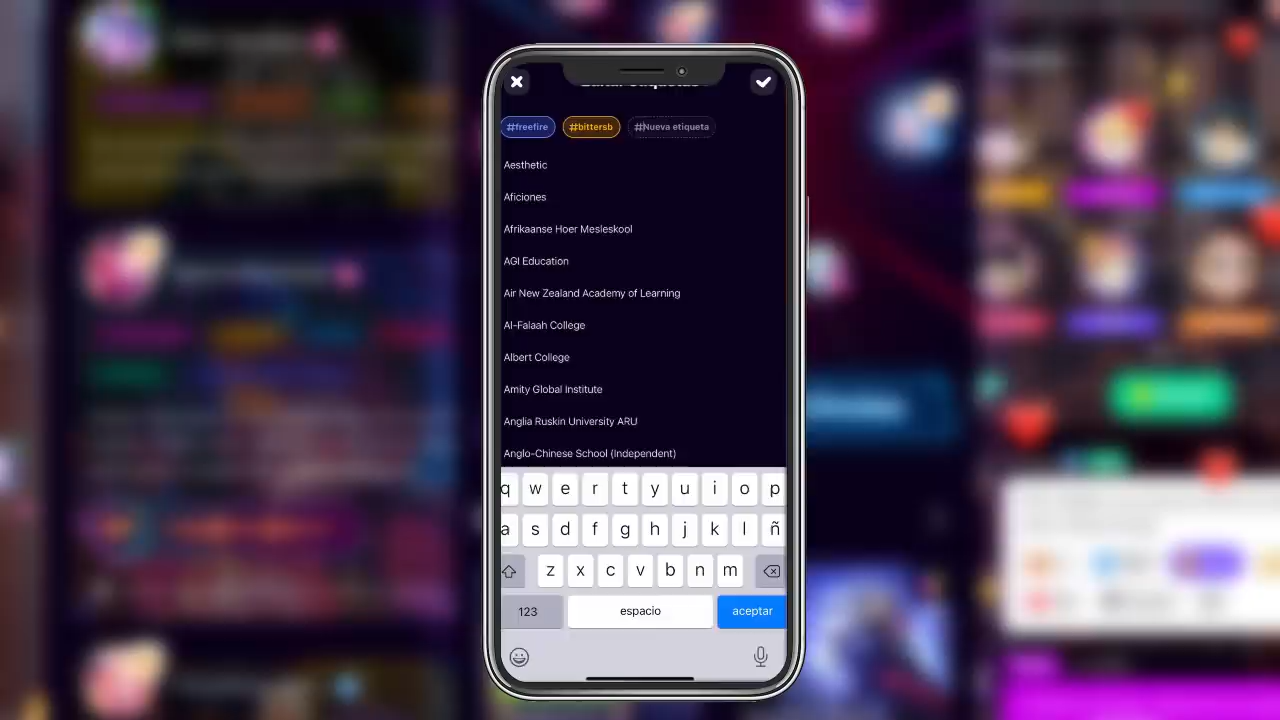 #freefire #bittersb #Nueva etiqueta
Aesthetic
Aficiones
Afrikaanse Hoer Mesleskool
AGI Education
Air New Zealand Academy of Learning
Al-Falaah College
Albert College
Amity Global Institute
Anglia Ruskin University ARU
Anglo-Chinese School (Independent)
q w e r t y u i o p
a s d f g h j k l ñ
z x c v b n m
123 espacio aceptar